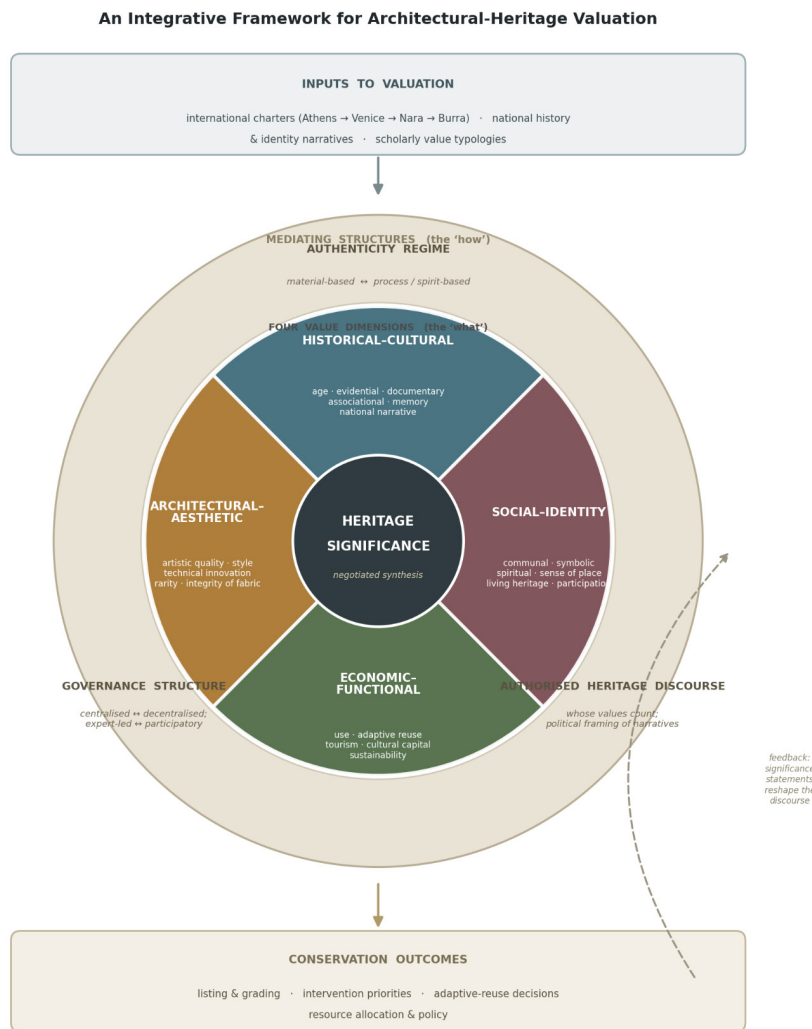 An Integrative Framework for Architectural-Heritage Valuation
INPUTS TO VALUATION
international charters (Athens → Venice → Nara → Burra) · national history
& identity narratives · scholarly value typologies
MEDIATING STRUCTURES (the ‘how’)
AUTHENTICITY REGIME
material-based ↔ process / spirit-based
FOUR VALUE DIMENSIONS (the ‘what’)
HISTORICAL–CULTURAL
age · evidential · documentary
associational · memory
national narrative
ARCHITECTURAL–
AESTHETIC
artistic quality · style
technical innovation
rarity · integrity of fabric
HERITAGE
SIGNIFICANCE
negotiated synthesis
SOCIAL–IDENTITY
communal · symbolic
spiritual · sense of place
living heritage · participatio
ECONOMIC–
FUNCTIONAL
use · adaptive reuse
tourism · cultural capital
sustainability
GOVERNANCE STRUCTURE
centralised ↔ decentralised;
expert-led ↔ participatory
AUTHORISED HERITAGE DISCOURSE
whose values count;
political framing of narratives
feedback:
significance
statements
reshape the
discourse
CONSERVATION OUTCOMES
listing & grading · intervention priorities · adaptive-reuse decisions
resource allocation & policy